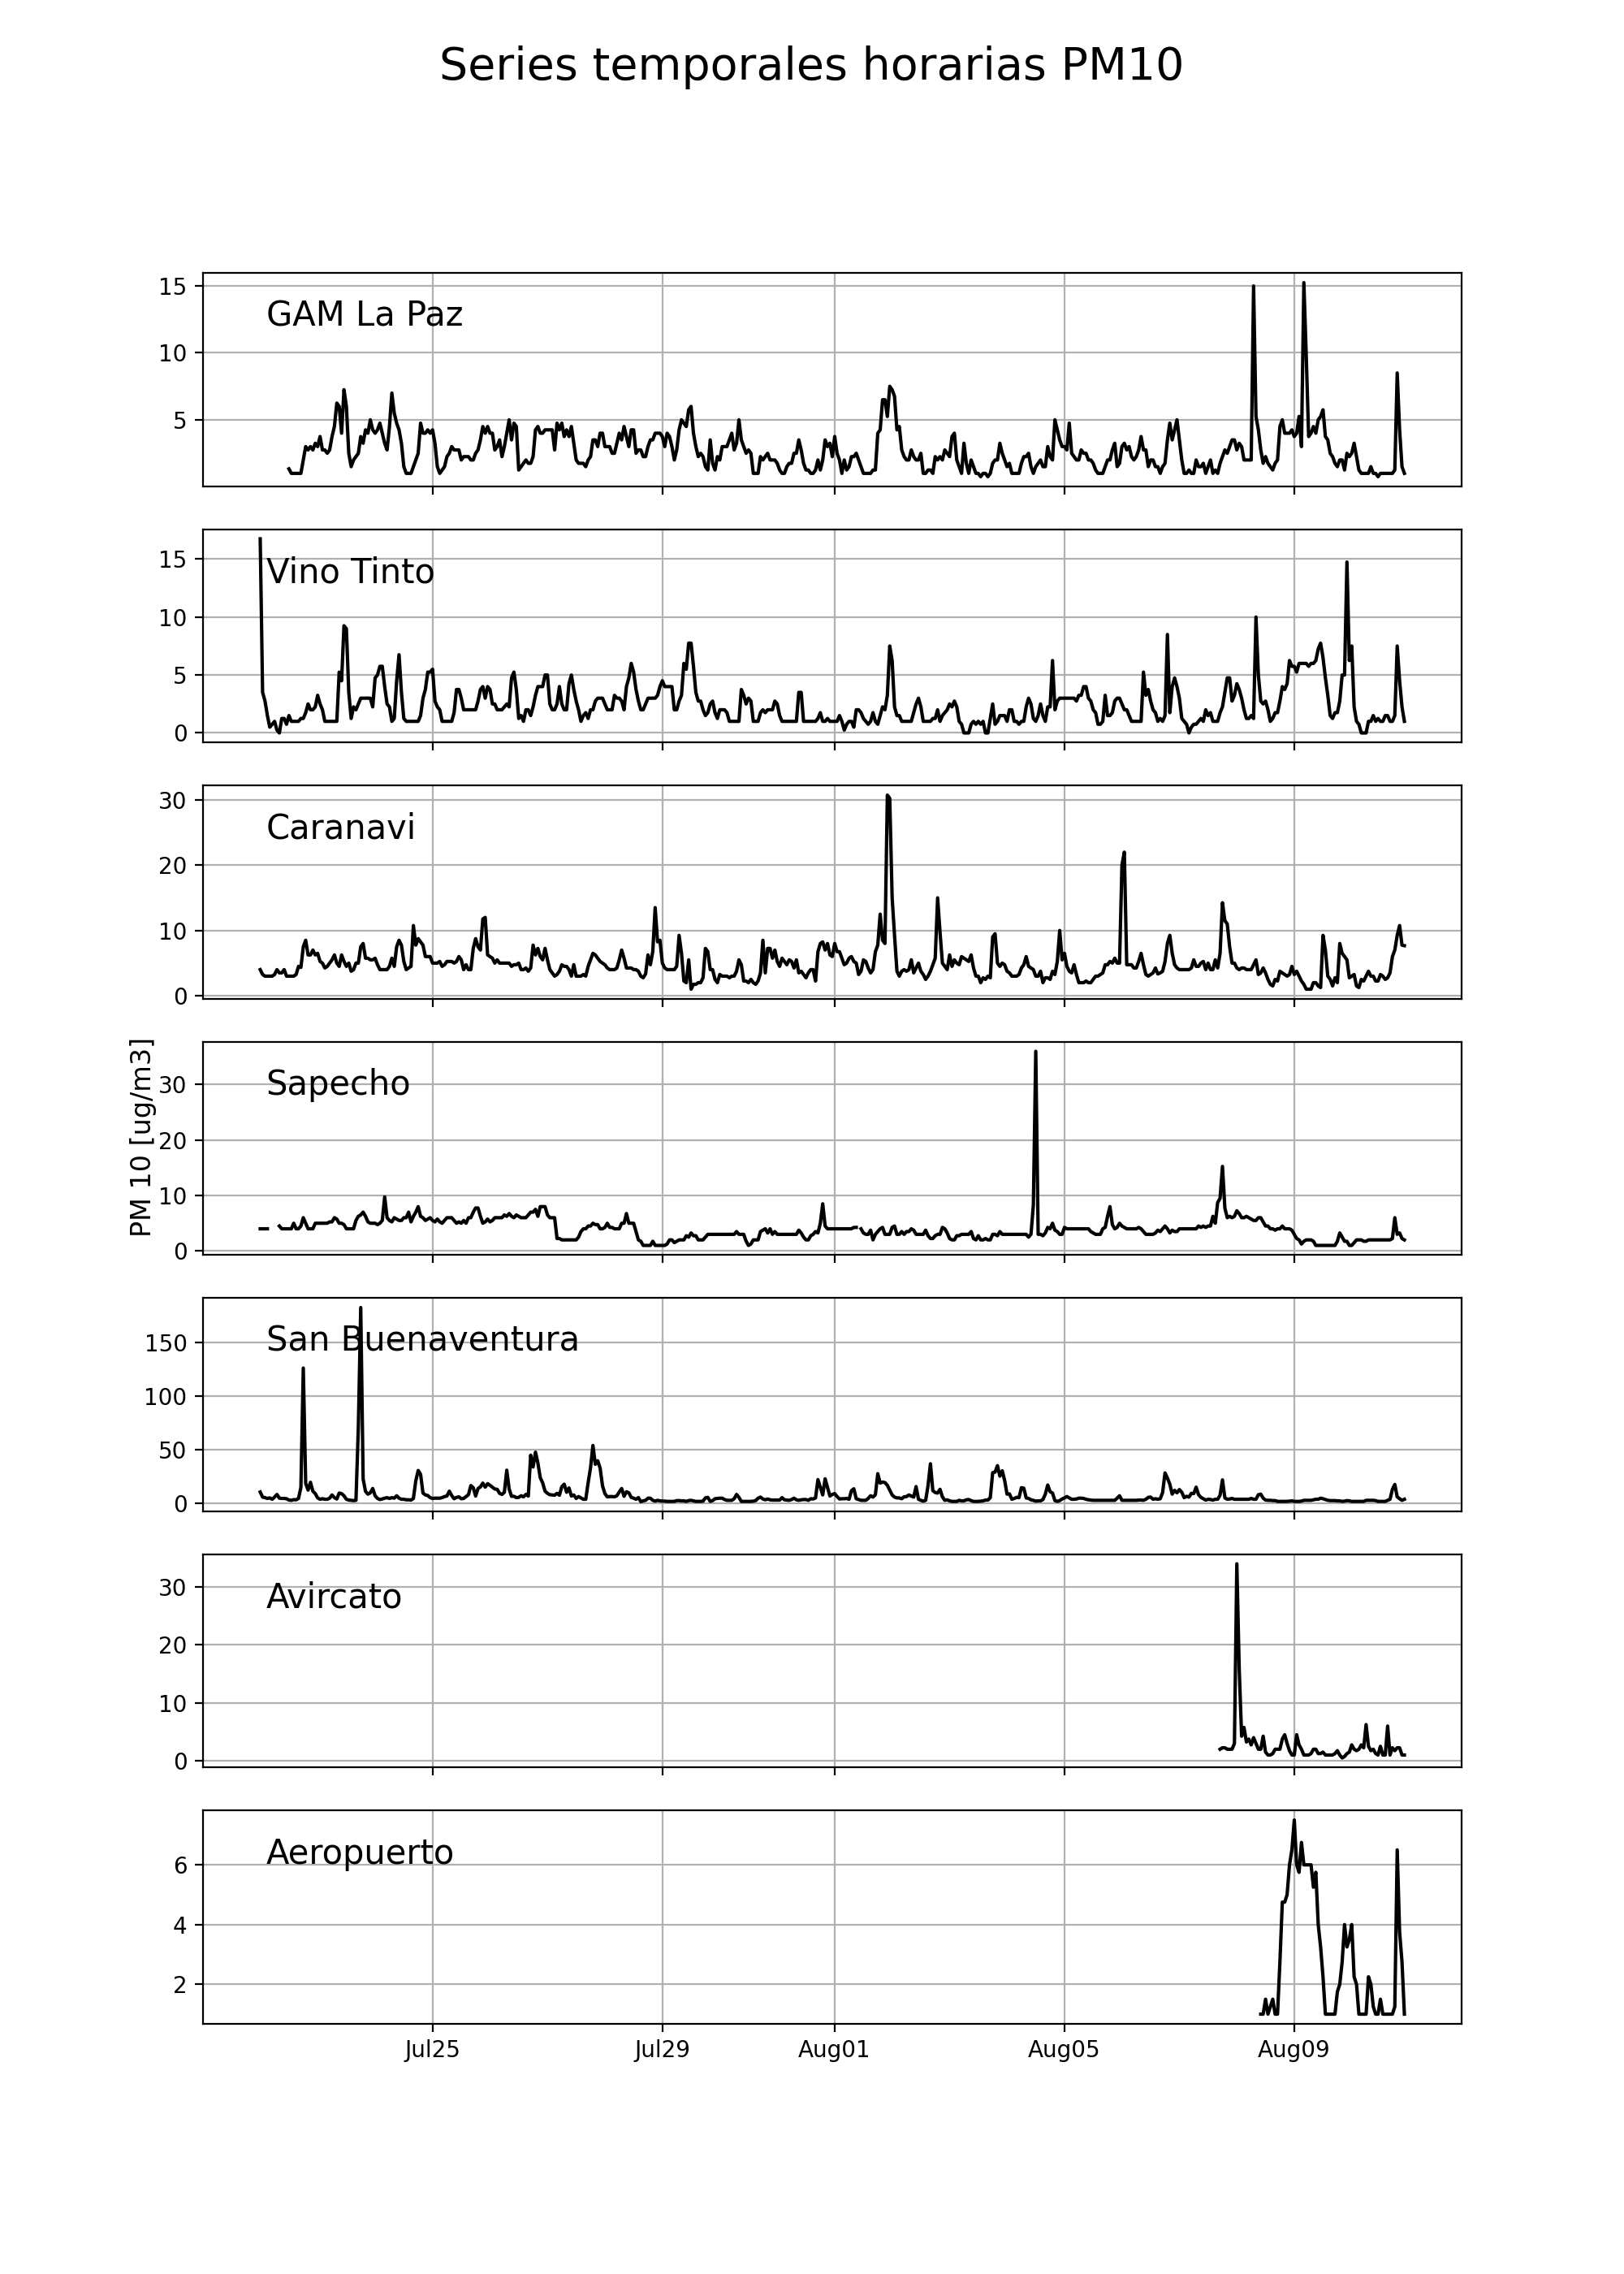 Series temporales horarias PM10
GAM La Paz
15
10
5
Vino Tinto
15
10
5
0
Caranavi
30
20
10
0
PM 10 [ug/m3]
Sapecho
30
20
10
0
San Buenaventura
150
100
50
0
Avircato
30
20
10
0
Aeropuerto
6
4
2
Jul25 Jul29 Aug01 Aug05 Aug09